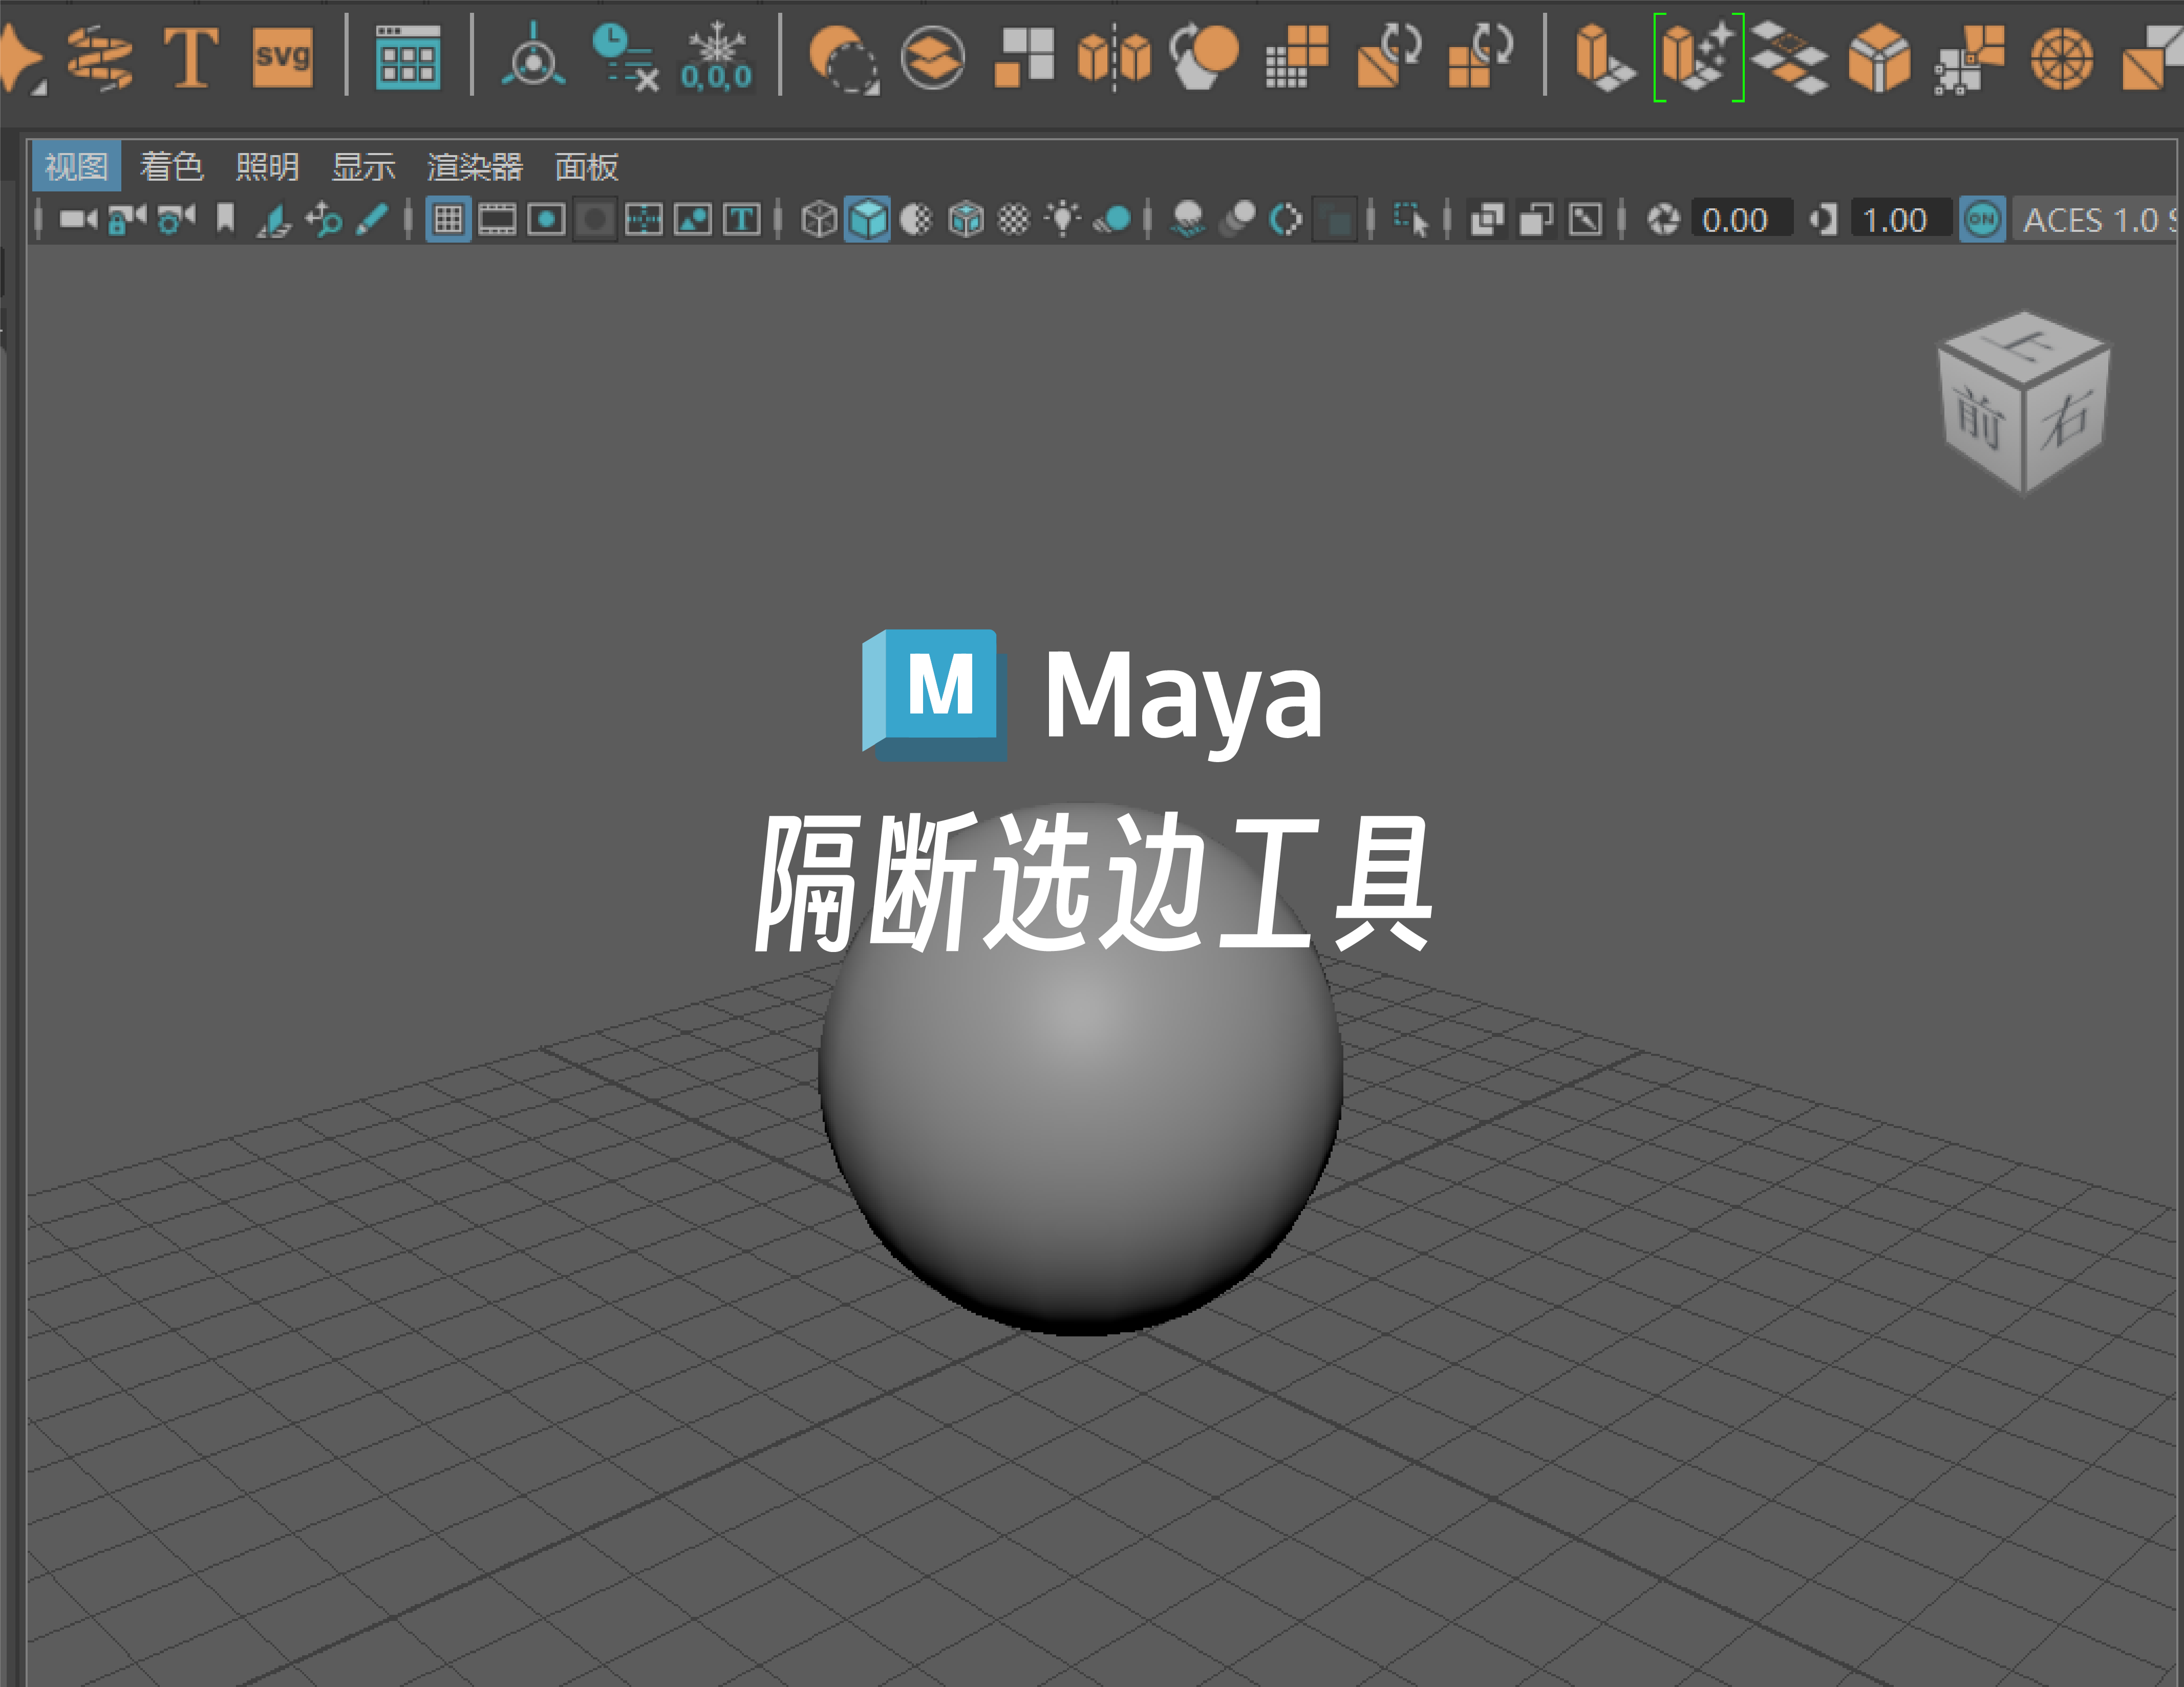 svg
0,0,0
视图 着色 照明 显示 渲染器 面板
T 0.00 1.00 ON ACES 1.0 S
上
前 右
M Maya
隔断选边工具